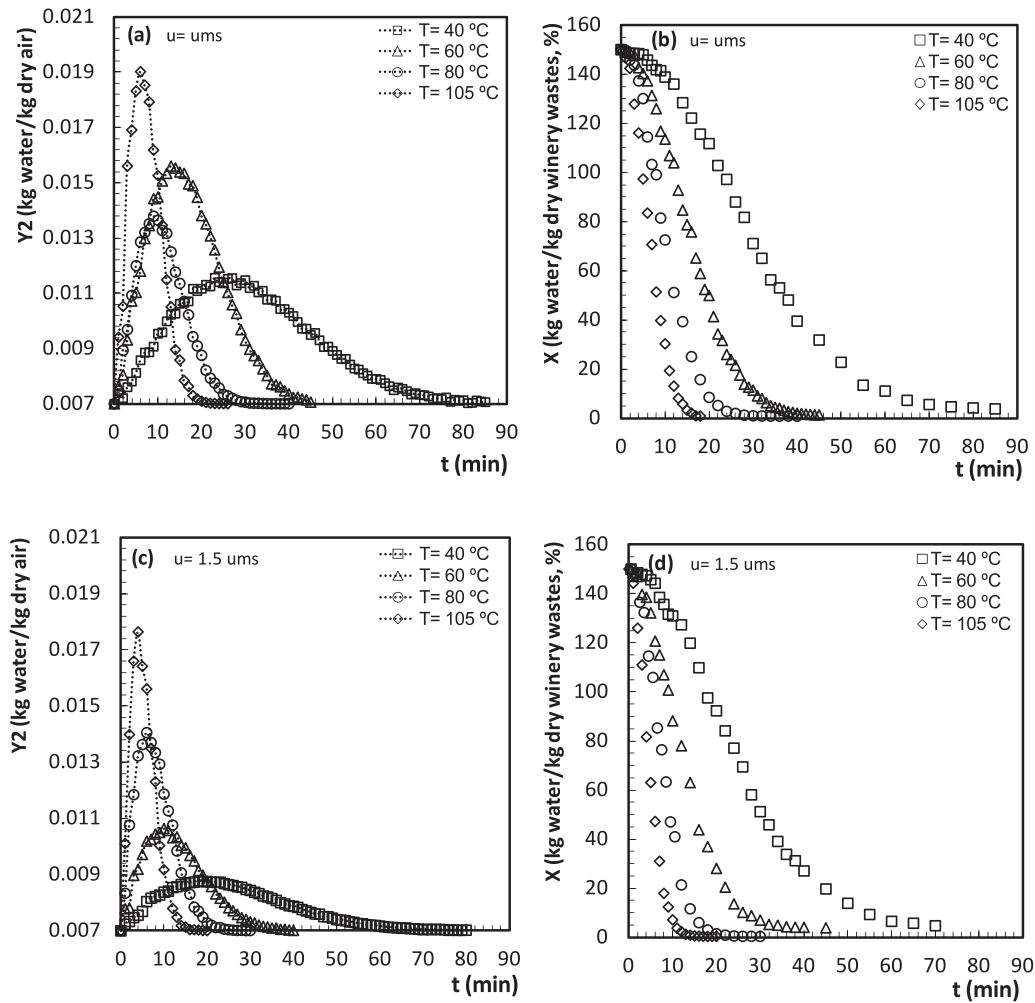 (a) u= ums
T= 40 ºC
T= 60 ºC
T= 80 ºC
T= 105 ºC
Y2 (kg water/kg dry air)
0.021
0.019
0.017
0.015
0.013
0.011
0.009
0.007
0 10 20 30 40 50 60 70 80 90
t (min)
(b) u= ums
T= 40 ºC
T= 60 ºC
T= 80 ºC
T= 105 ºC
X (kg water/kg dry winery wastes, %)
160
140
120
100
80
60
40
20
0
0 10 20 30 40 50 60 70 80 90
t (min)
(c) u= 1.5 ums
T= 40 ºC
T= 60 ºC
T= 80 ºC
T= 105 ºC
Y2 (kg water/kg dry air)
0.021
0.019
0.017
0.015
0.013
0.011
0.009
0.007
0 10 20 30 40 50 60 70 80 90
t (min)
(d) u= 1.5 ums
T= 40 ºC
T= 60 ºC
T= 80 ºC
T= 105 ºC
X (kg water/kg dry winery wastes, %)
160
140
120
100
80
60
40
20
0
0 10 20 30 40 50 60 70 80 90
t (min)